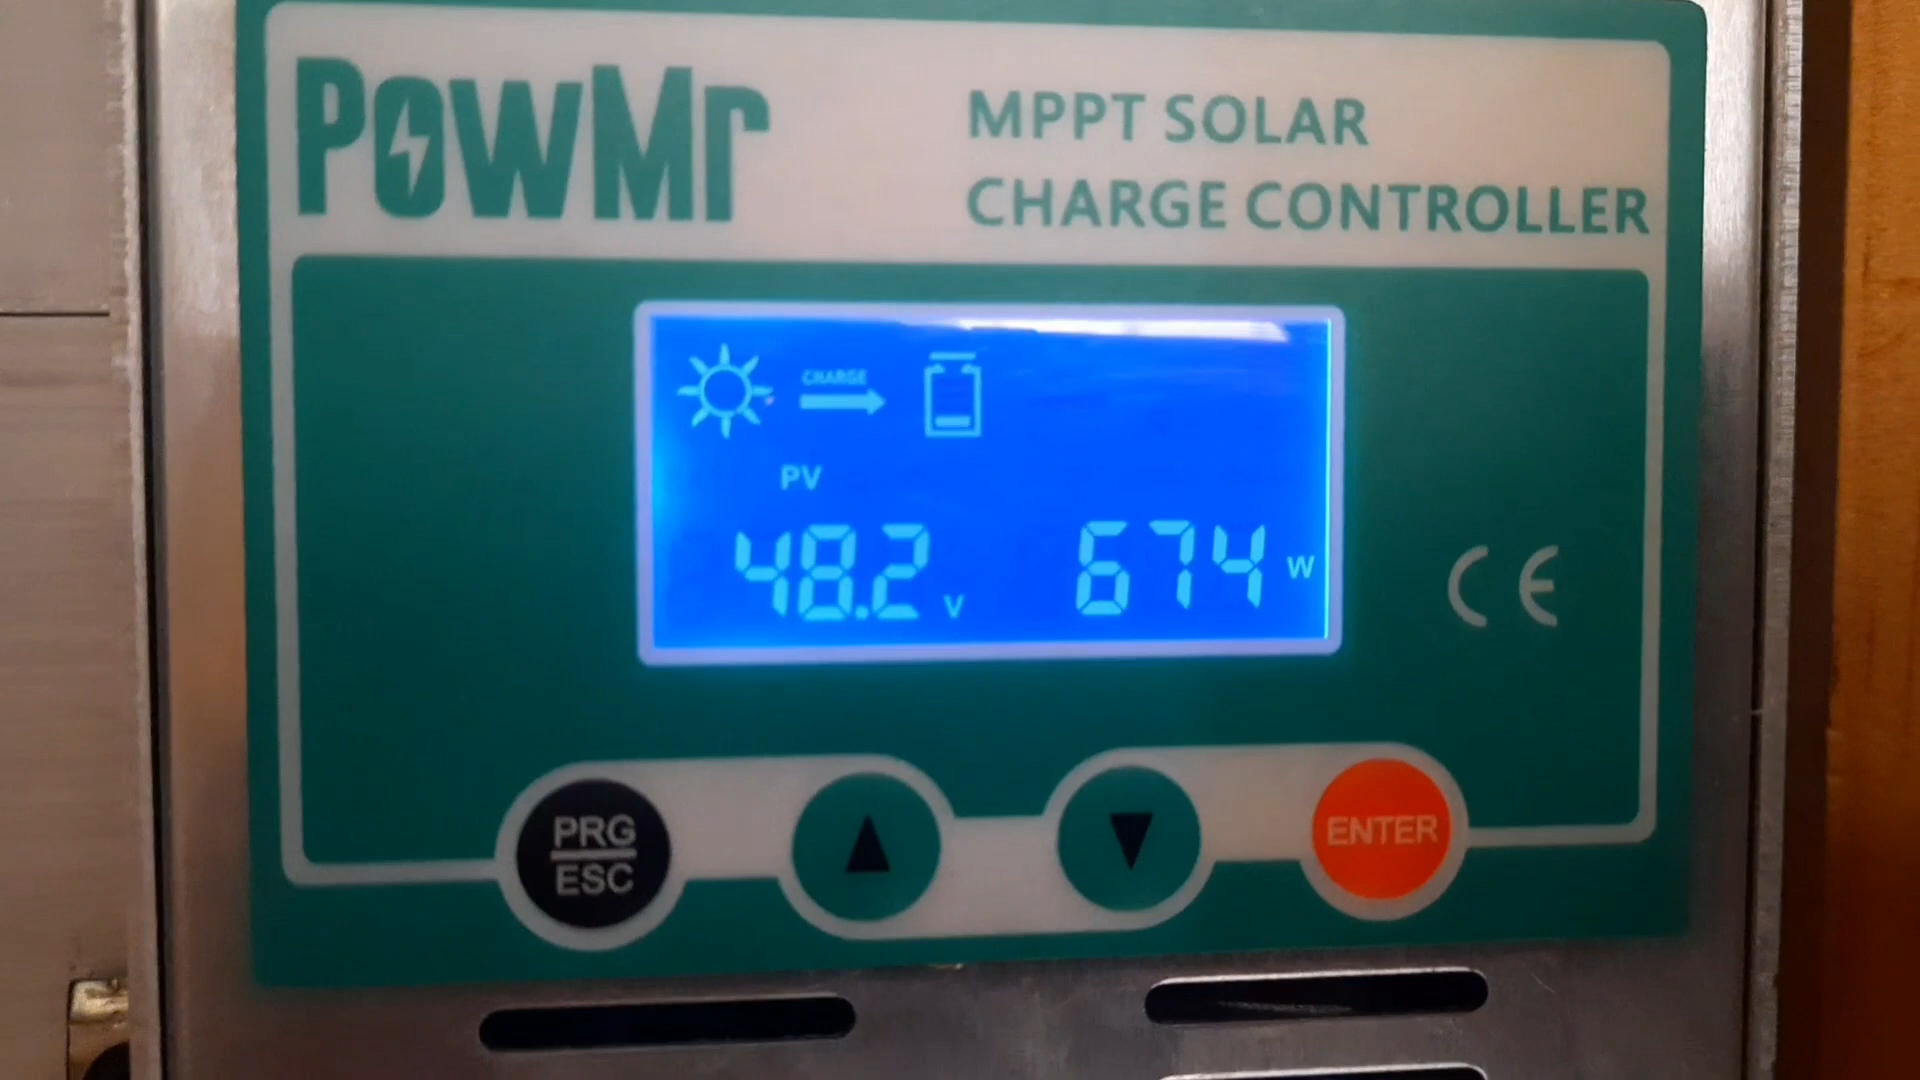 PowMr
MPPT SOLAR
CHARGE CONTROLLER
CHARGE
PV
48.2 V 674 W
CE
PRG
ESC
ENTER